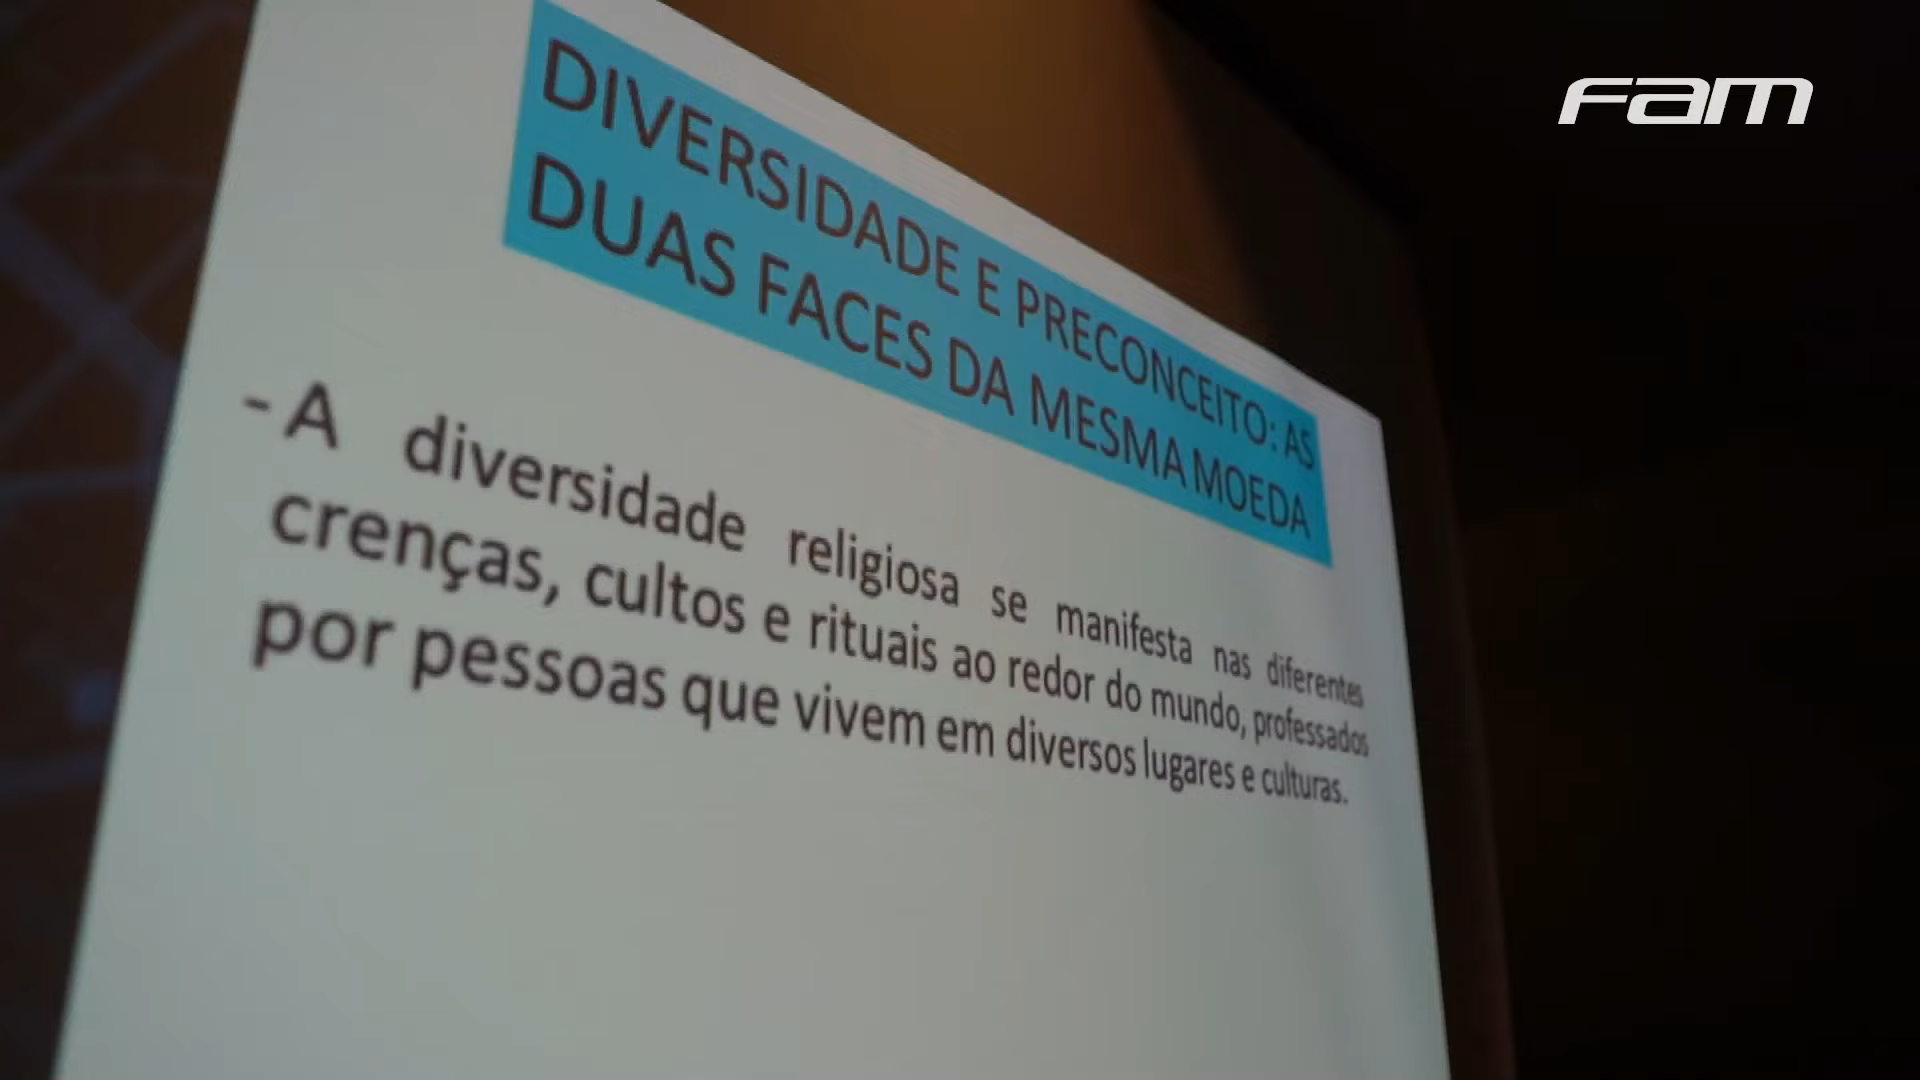 fam
DIVERSIDADE E PRECONCEITO: AS
DUAS FACES DA MESMA MOEDA
- A diversidade religiosa se manifesta nas diferentes
crenças, cultos e rituais ao redor do mundo, professados
por pessoas que vivem em diversos lugares e culturas.